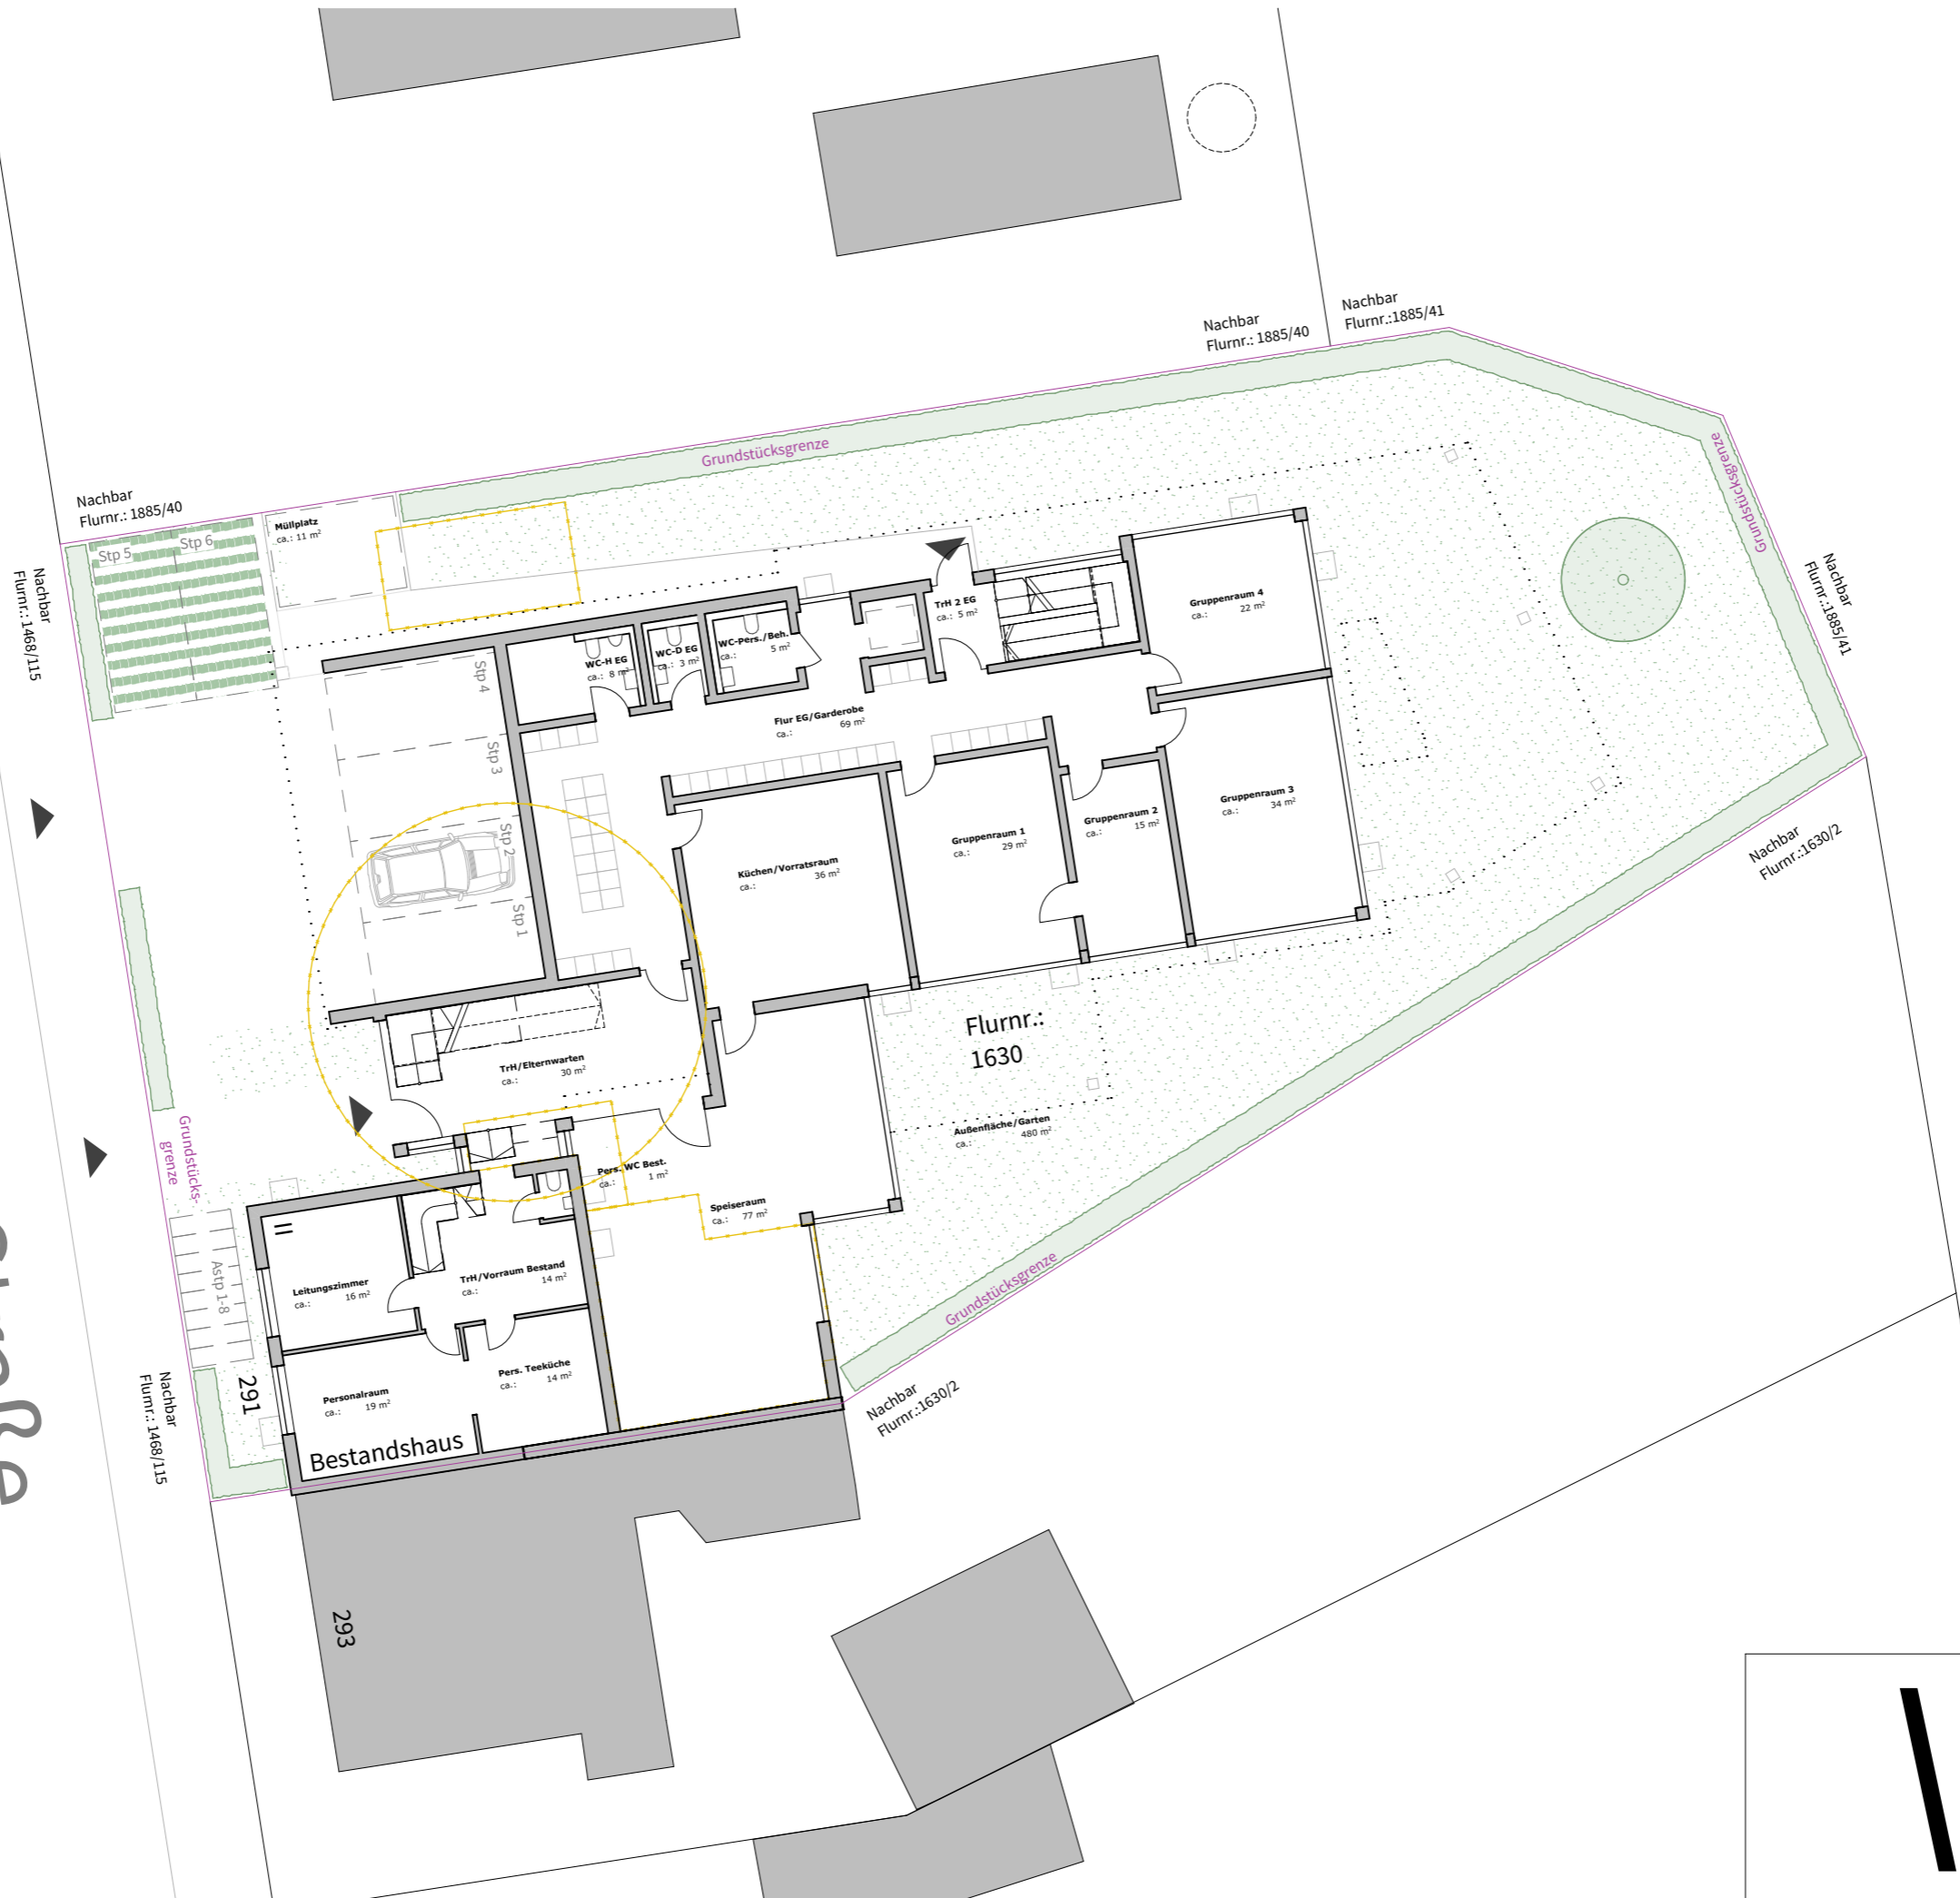 Nachbar
Flurnr.:1885/41
Nachbar
Flurnr.: 1885/40
Grundstücksgrenze
Grundstücksgrenze
Nachbar
Flurnr.: 1885/40
Müllplatz
ca.: 11 m²
Stp 5
Stp 6
Nachbar
Flurnr.:1468/115
Nachbar
Flurnr.:1885/41
Gruppenraum 4
ca.: 22 m²
TrH 2 EG
ca.: 5 m²
WC-Pers./Beh.
ca.: 5 m²
WC-D EG
ca.: 3 m²
WC-H EG
ca.: 8 m²
Stp 4
Stp 3
Stp 2
Stp 1
Flur EG/Garderobe
ca.: 69 m²
Gruppenraum 3
ca.: 34 m²
Gruppenraum 2
ca.: 15 m²
Gruppenraum 1
ca.: 29 m²
Küchen/Vorratsraum
ca.: 36 m²
Nachbar
Flurnr.:1630/2
Flurnr.:
1630
TrH/Elternwarten
ca.: 30 m²
Außenfläche/Garten
ca.: 480 m²
Grundstücks-
grenze
Pers. WC Best.
ca.: 1 m²
Speiseraum
ca.: 77 m²
TrH/Vorraum Bestand
ca.: 14 m²
Leitungszimmer
ca.: 16 m²
Astp 1-8
Grundstücksgrenze
Pers. Teeküche
ca.: 14 m²
Personalraum
ca.: 19 m²
291
Bestandshaus
Nachbar
Flurnr.: 1468/115
Nachbar
Flurnr.:1630/2
293